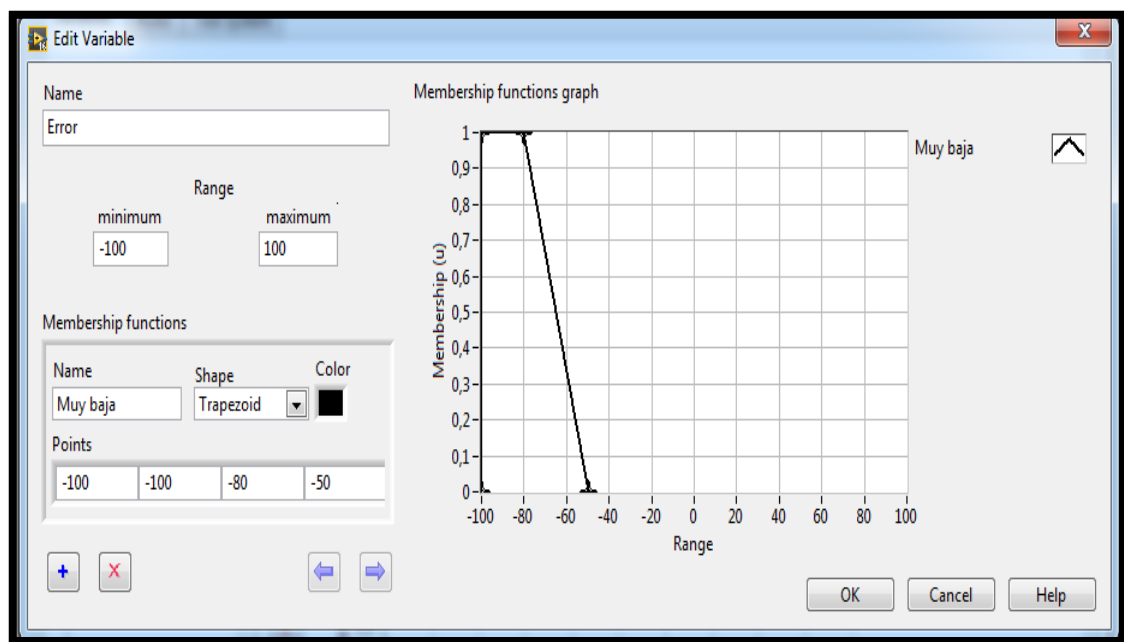 Edit Variable
x
Name
Error
Range
minimum maximum
-100 100
Membership functions
Name Shape Color
Muy baja Trapezoid
Points
-100 -100 -80 -50
Membership functions graph
Muy baja
Membership (u)
1
0,9
0,8
0,7
0,6
0,5
0,4
0,3
0,2
0,1
0
-100 -80 -60 -40 -20 0 20 40 60 80 100
Range
OK Cancel Help